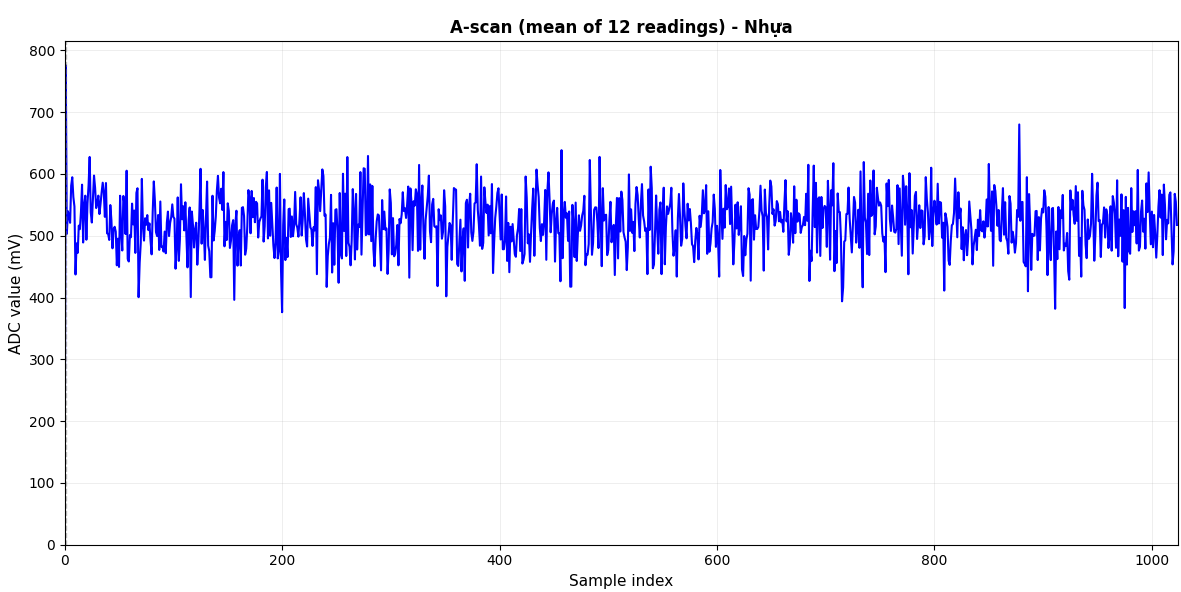 A-scan (mean of 12 readings) - Nhựa
ADC value (mV)
800
700
600
500
400
300
200
100
0
0 200 400 600 800 1000
Sample index